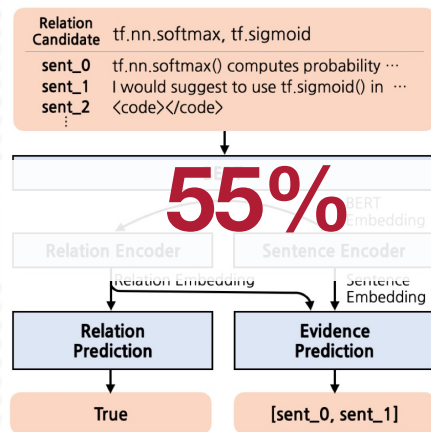 Relation
Candidate tf.nn.softmax, tf.sigmoid
sent_0 tf.nn.softmax() computes probability ⋯
sent_1 I would suggest to use tf.sigmoid() in ⋯
sent_2 <code></code>
⋮
55%
BERT
Embedding
Relation Encoder Sentence Encoder
Relation Embedding Sentence
Embedding
Relation
Prediction
Evidence
Prediction
True [sent_0, sent_1]